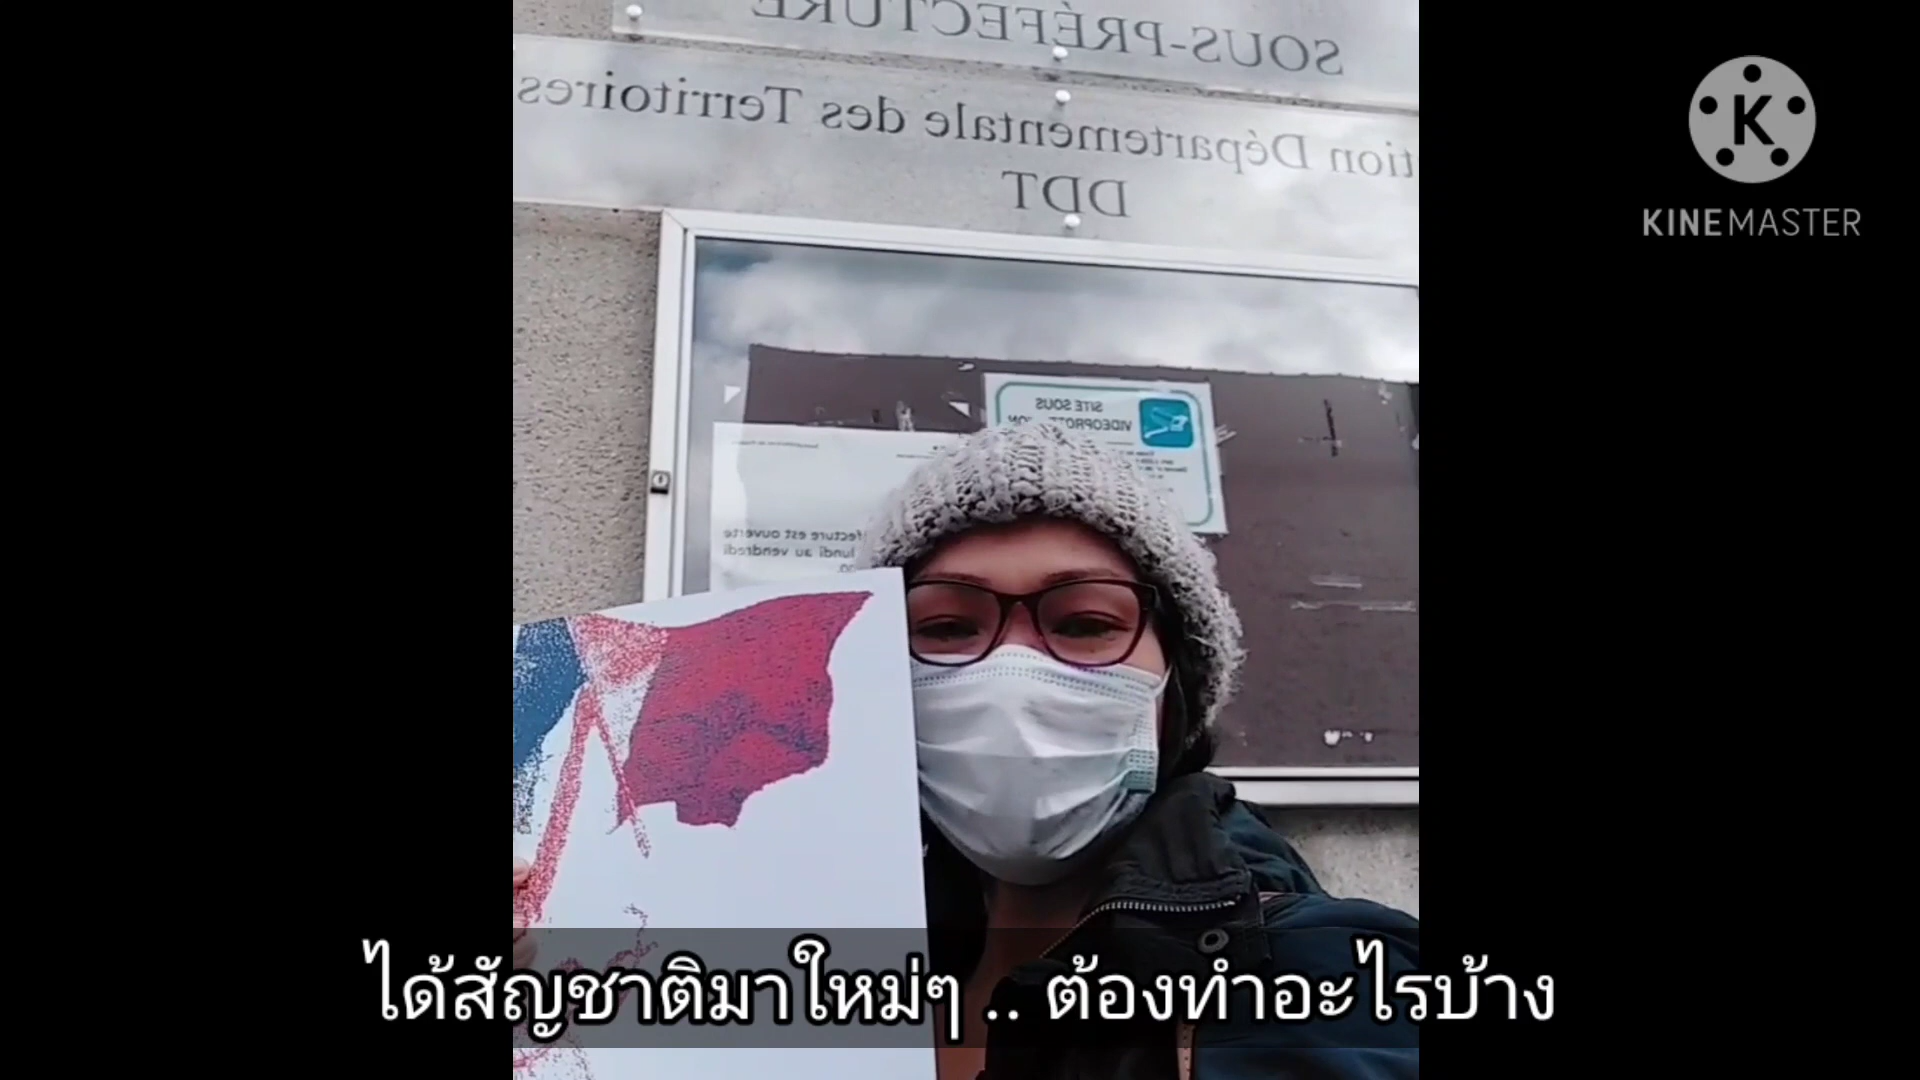 SOUS-PRÉFECTURE
tion Départementale des Territoires
DDT
SITE SOUS
fecture est ouverte
lundi au vendredi
K
KINEMASTER
ได้สัญชาติมาใหม่ๆ .. ต้องทำอะไรบ้าง